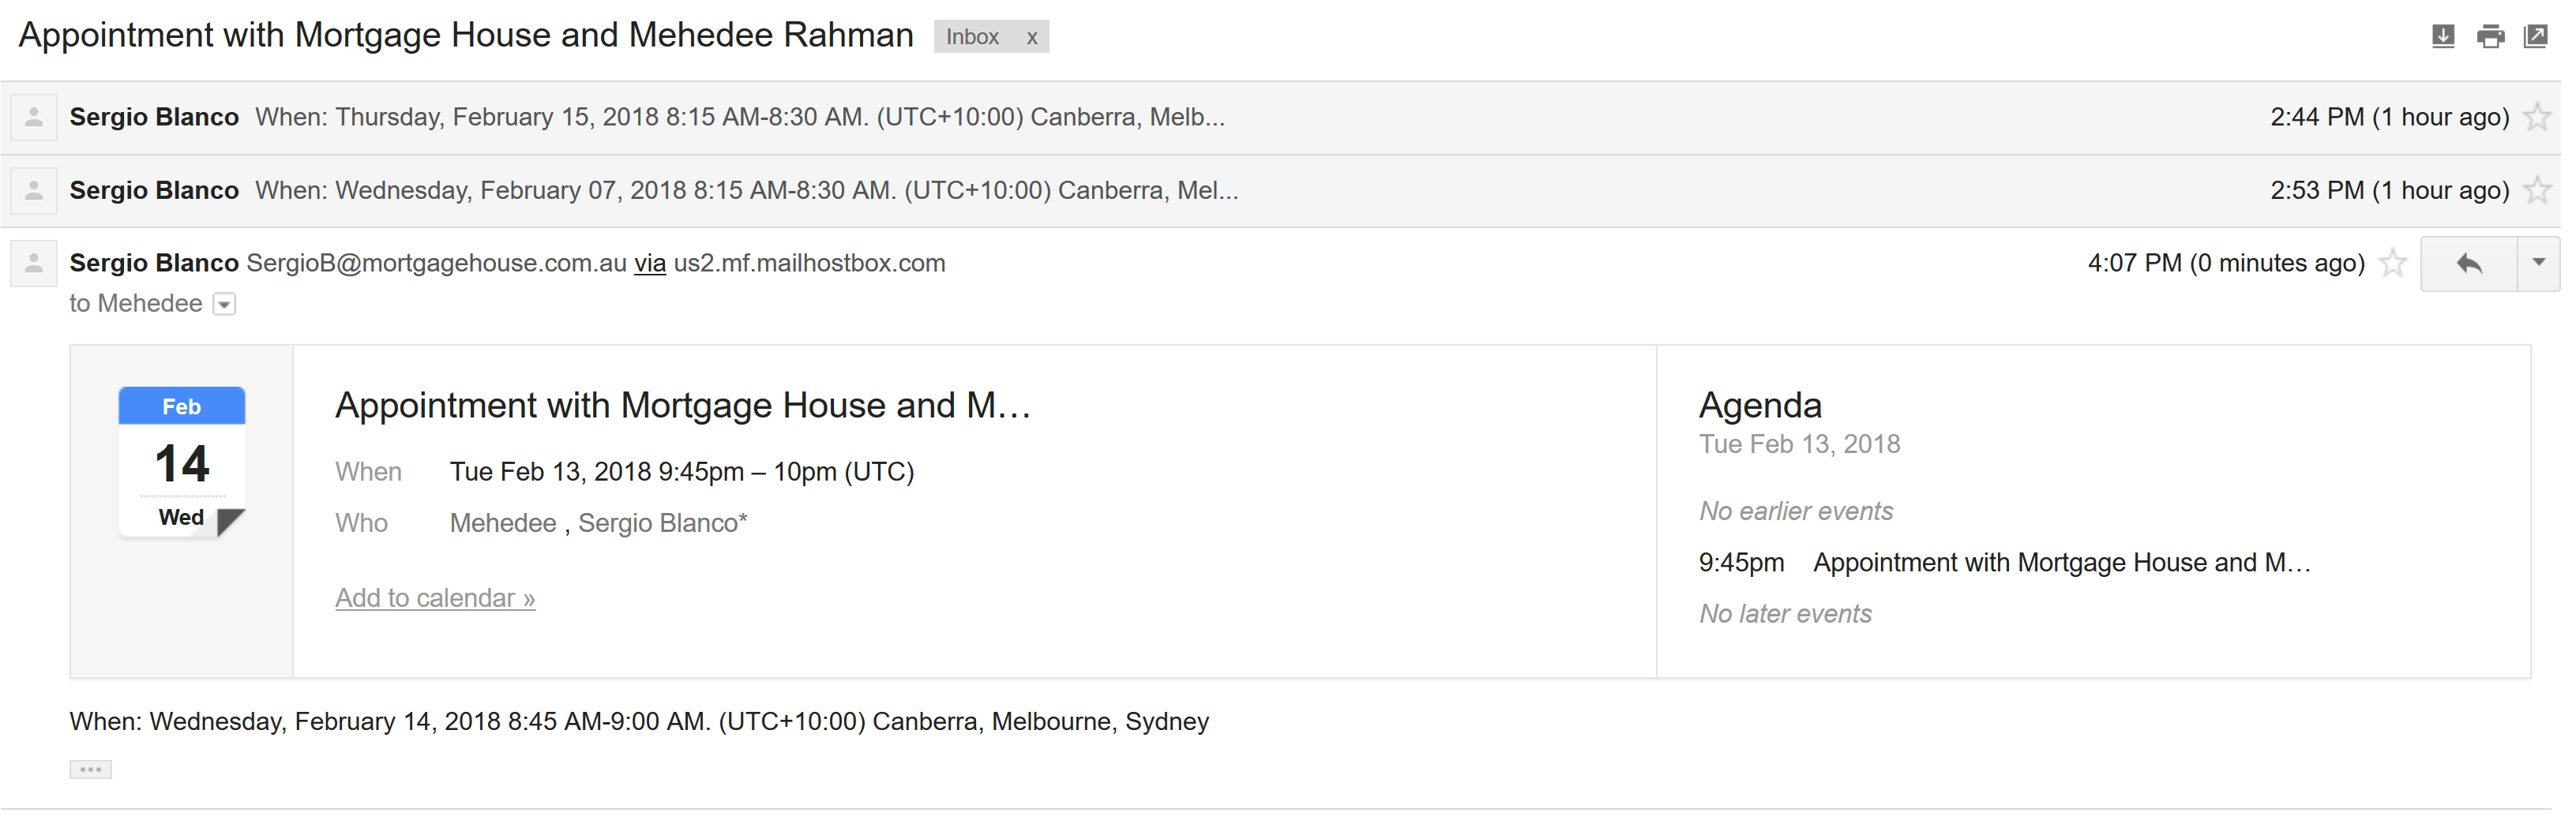 Appointment with Mortgage House and Mehedee Rahman Inbox x
Sergio Blanco When: Thursday, February 15, 2018 8:15 AM-8:30 AM. (UTC+10:00) Canberra, Melb... 2:44 PM (1 hour ago)
Sergio Blanco When: Wednesday, February 07, 2018 8:15 AM-8:30 AM. (UTC+10:00) Canberra, Mel... 2:53 PM (1 hour ago)
Sergio Blanco SergioB@mortgagehouse.com.au via us2.mf.mailhostbox.com 4:07 PM (0 minutes ago)
to Mehedee
Feb
14
Wed
Appointment with Mortgage House and M...
When Tue Feb 13, 2018 9:45pm – 10pm (UTC)
Who Mehedee , Sergio Blanco*
Add to calendar »
Agenda
Tue Feb 13, 2018
No earlier events
9:45pm Appointment with Mortgage House and M...
No later events
When: Wednesday, February 14, 2018 8:45 AM-9:00 AM. (UTC+10:00) Canberra, Melbourne, Sydney